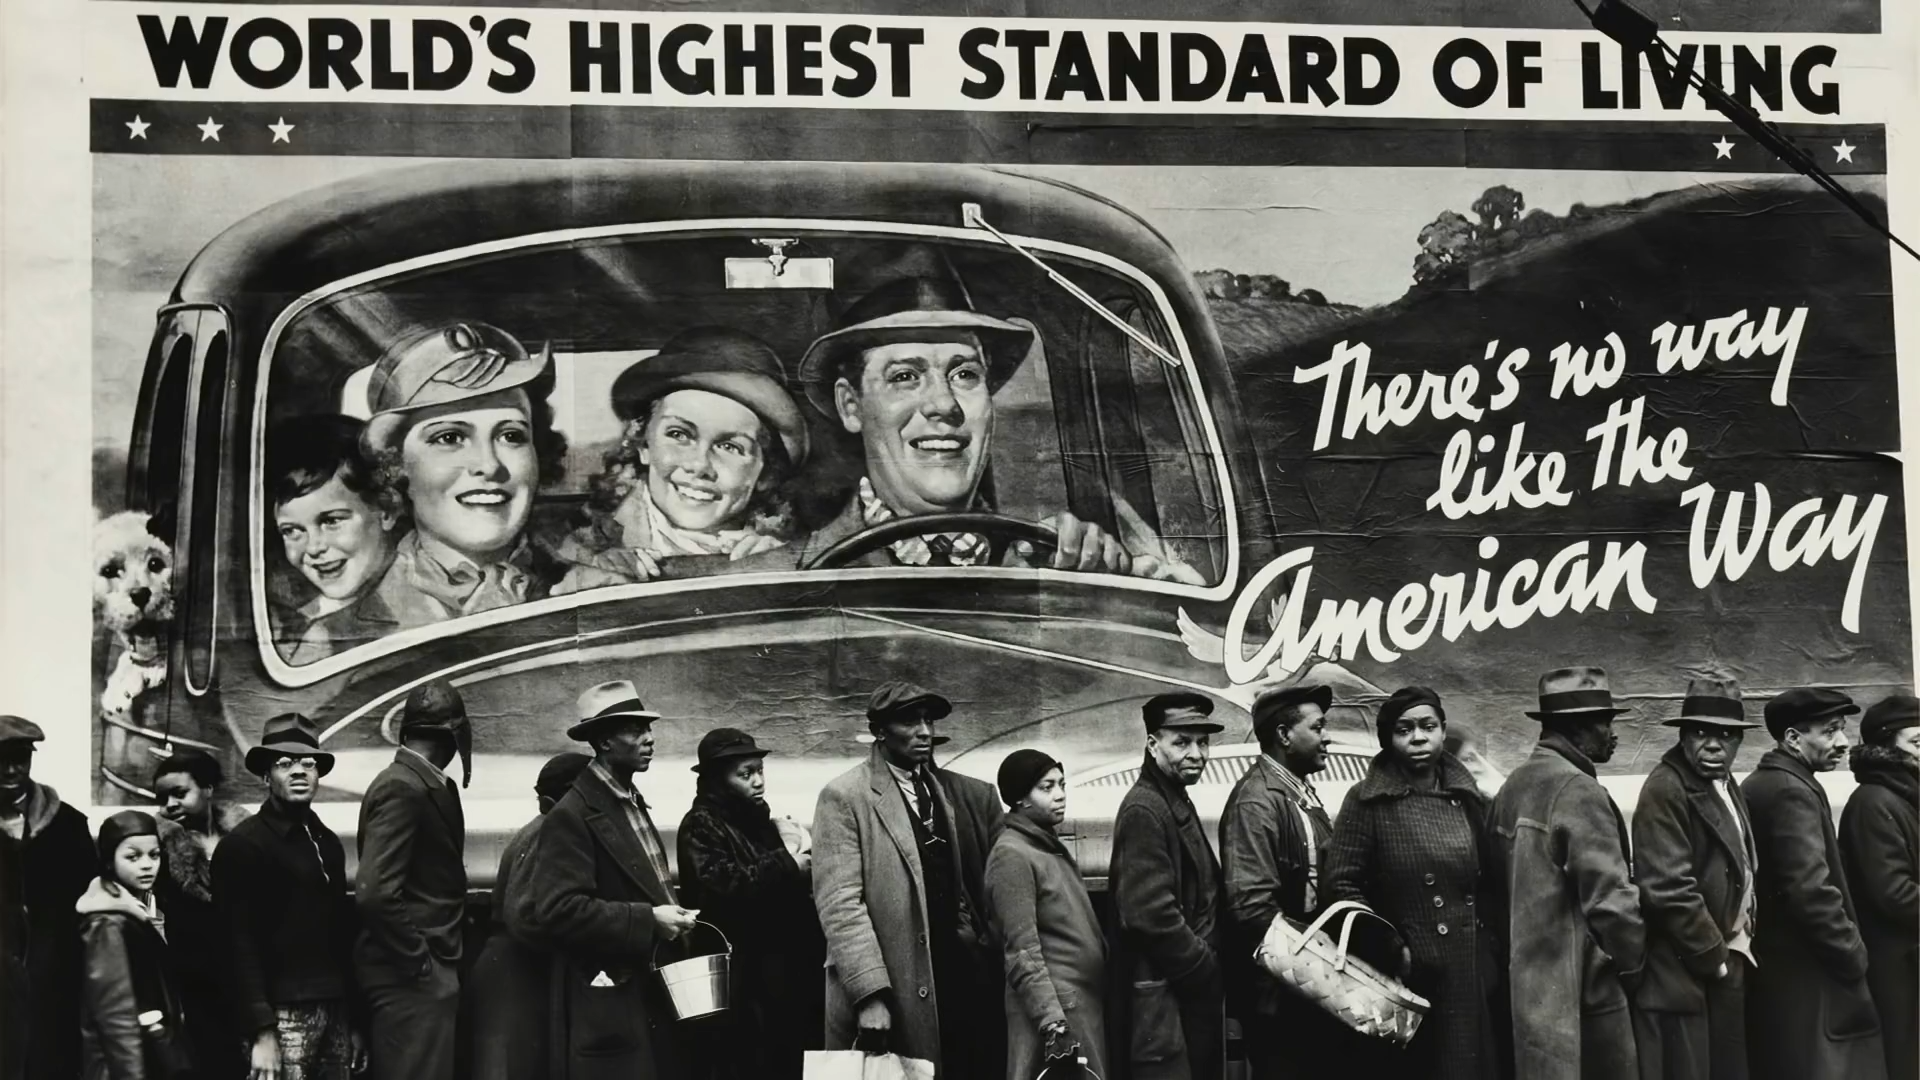 WORLD'S HIGHEST STANDARD OF LIVING
There's no way
like the
American Way